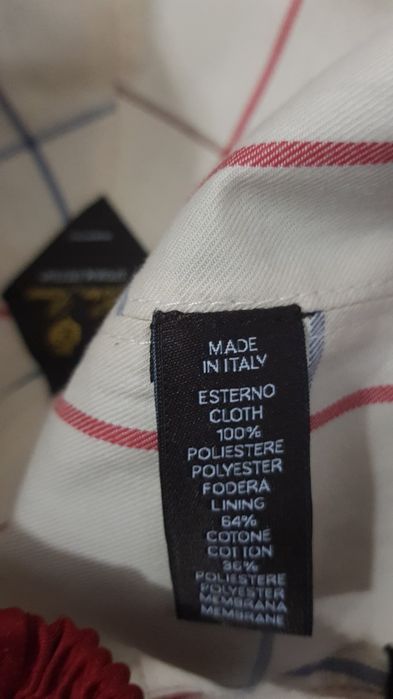 MADE
IN ITALY
ESTERNO
CLOTH
100%
POLIESTERE
POLYESTER
FODERA
LINING
64%
COTONE
COTTON
36%
POLIESTERE
POLYESTER
MEMBRANA
MEMBRANE